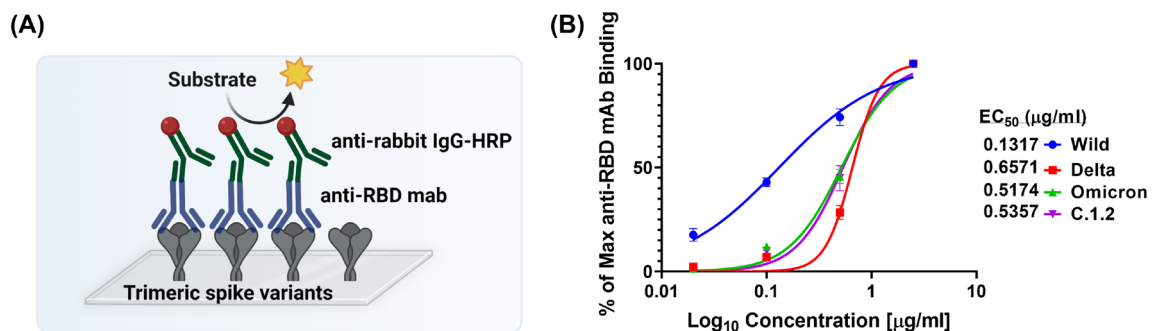 (A)
Substrate
anti-rabbit IgG-HRP
anti-RBD mab
Trimeric spike variants
(B)
% of Max anti-RBD mAb Binding
100
50
0
0.01
0.1
1
10
Log10 Concentration [µg/ml]
EC50 (µg/ml)
0.1317 Wild
0.6571 Delta
0.5174 Omicron
0.5357 C.1.2